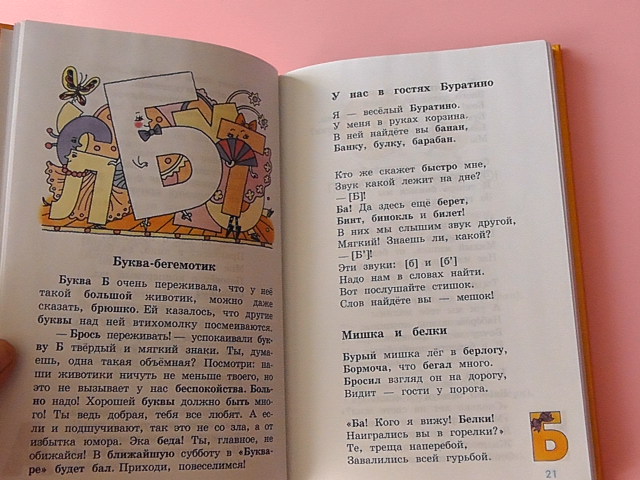 Буква-бегемотик
Буква Б очень переживала, что у неё
такой большой животик, можно даже
сказать, брюшко. Ей казалось, что другие
буквы над ней втихомолку посмеиваются.
— Брось переживать! — успокаивали бук-
ву Б твёрдый и мягкий знаки. Ты, дума-
ешь, одна такая объёмная? Посмотри: на-
ши животики ничуть не меньше твоего, но
это не вызывает у нас беспокойства. Боль-
но надо! Хорошей буквы должно быть мно-
го! Ты ведь добрая, тебя все любят. А ес-
ли и подшучивают, так это не со зла, а от
избытка юмора. Эка беда! Ты, главное, не
обижайся! В ближайшую субботу в «Буква-
ре» будет бал. Приходи, повеселимся!
У нас в гостях Буратино
Я — весёлый Буратино.
У меня в руках корзина.
В ней найдёте вы банан,
Банку, булку, барабан.
Кто же скажет быстро мне,
Звук какой лежит на дне?
— [Б]!
Ба! Да здесь ещё берет,
Бинт, бинокль и билет!
В них мы слышим звук другой,
Мягкий! Знаешь ли, какой?
— [Б']!
Эти звуки: [б] и [б']
Надо нам в словах найти.
Вот послушайте стишок.
Слов найдёте вы — мешок!
Мишка и белки
Бурый мишка лёг в берлогу,
Бормоча, что бегал много.
Бросил взгляд он на дорогу,
Видит — гости у порога.
«Ба! Кого я вижу! Белки!
Наигрались вы в горелки?»
Те, треща наперебой,
Завалились всей гурьбой.
Б
21